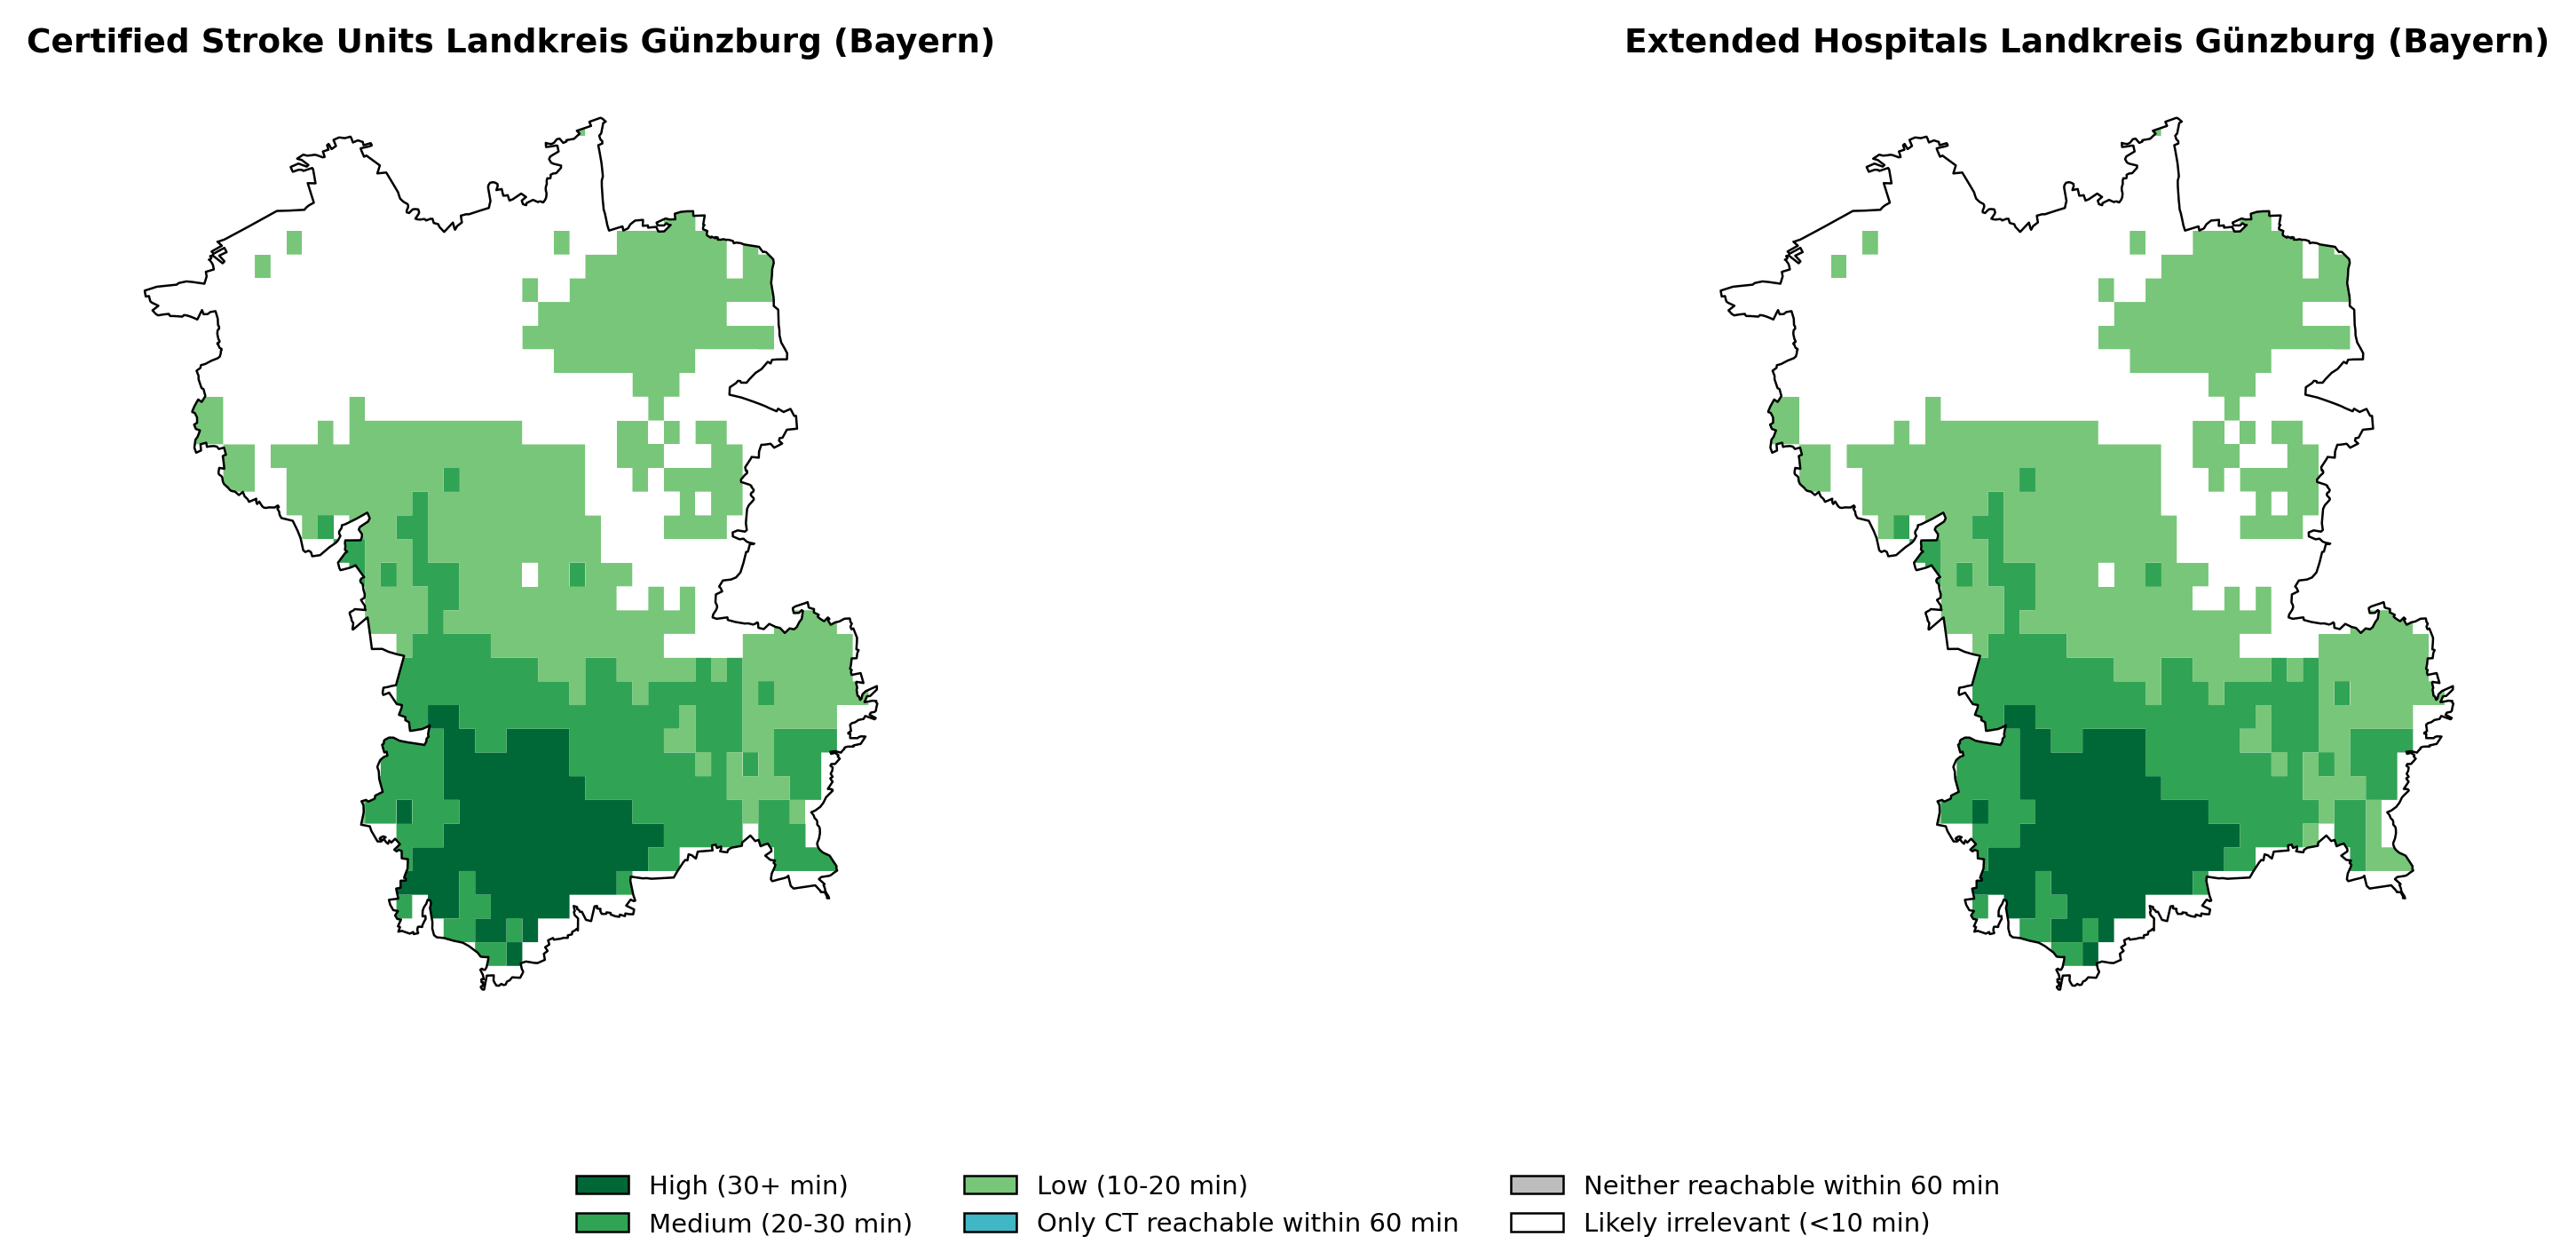 Certified Stroke Units Landkreis Günzburg (Bayern)
Extended Hospitals Landkreis Günzburg (Bayern)
High (30+ min)
Medium (20-30 min)
Low (10-20 min)
Only CT reachable within 60 min
Neither reachable within 60 min
Likely irrelevant (<10 min)